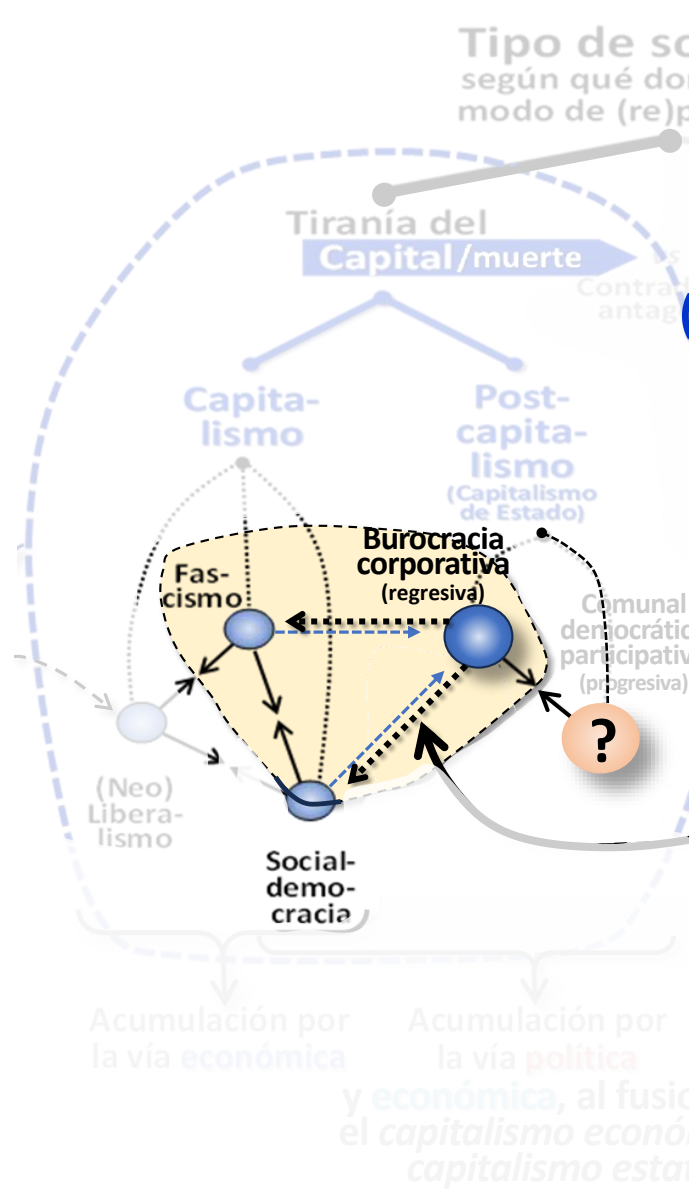 Tipo de so
según qué do
modo de (re)p
Tiranía del
Capital/muerte
vs
Contrad
antag
Capita-
lismo
Post-
capita-
lismo
(Capitalismo
de Estado)
Burocracia
corporativa
(regresiva)
Fas-
cismo
Comunal
democrátic
participativ
(progresiva)
?
(Neo)
Libera-
lismo
Social-
demo-
cracia
Acumulación por
la vía económica
Acumulación por
la vía política
y económica, al fusio
el capitalismo econó
capitalismo esta